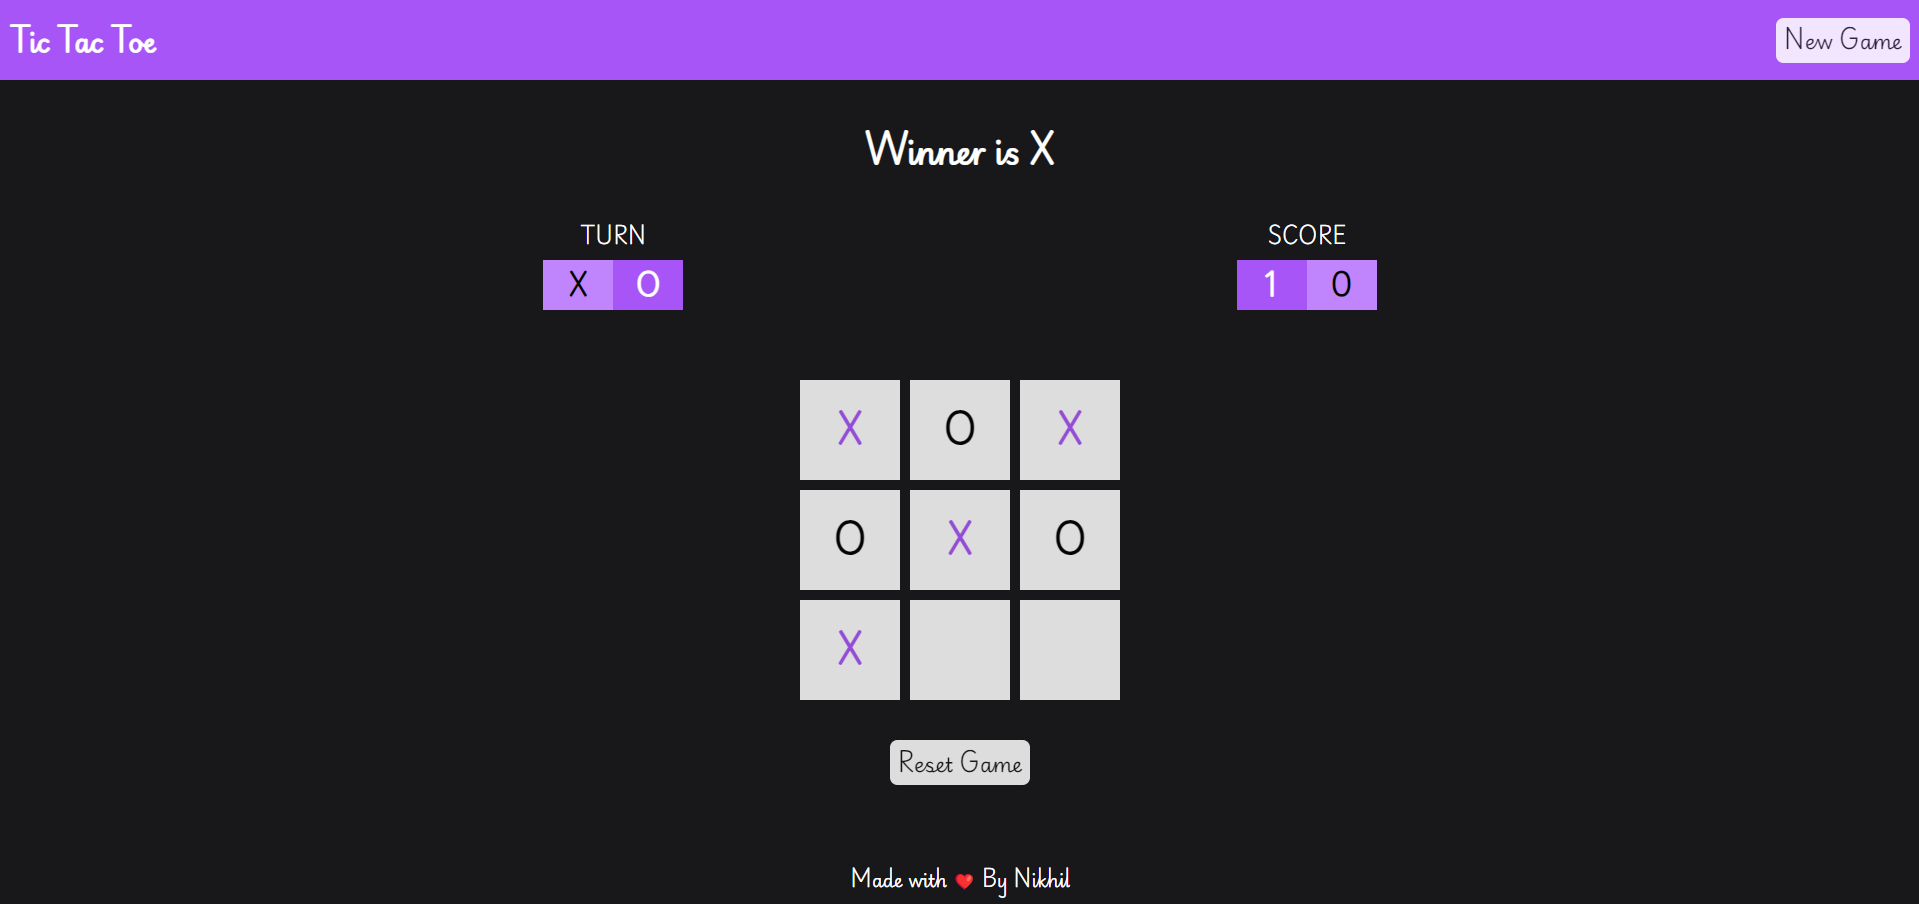 Tic Tac Toe
New Game
Winner is X
TURN
SCORE
X O
1 0
X O X
O X O
X
Reset Game
Made with ❤️ By Nikhil